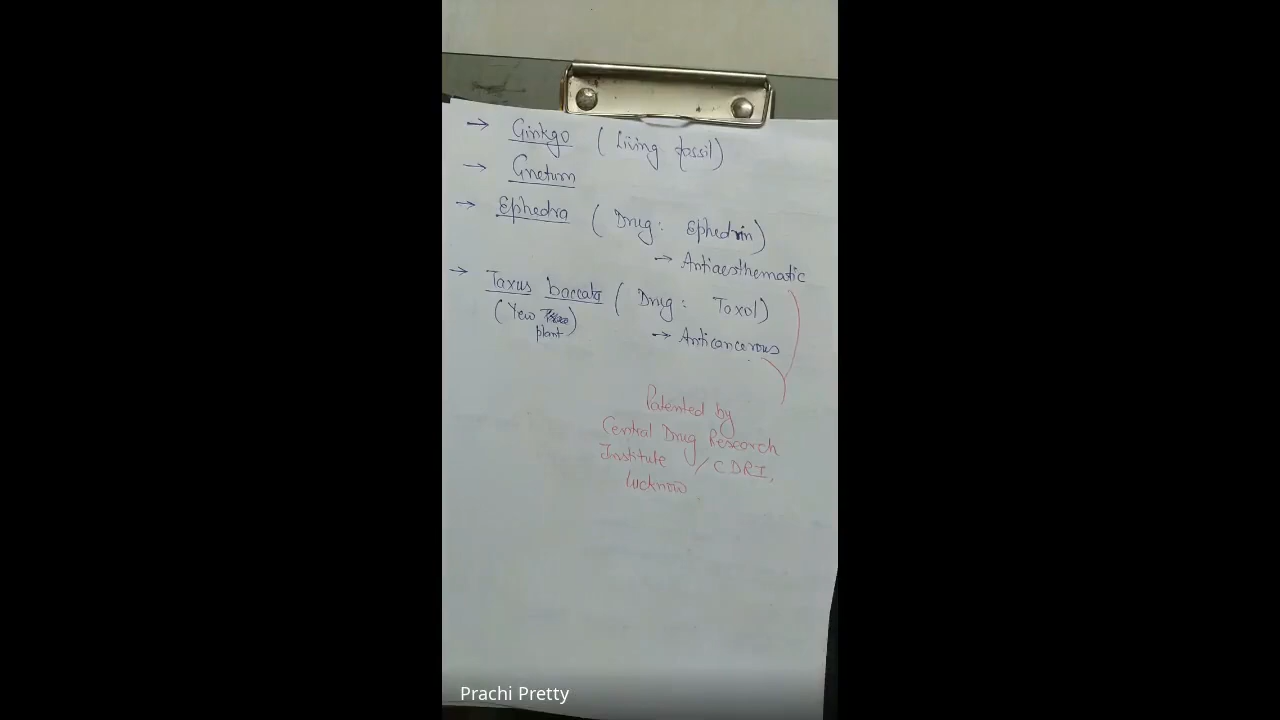 → Ginkgo (Living fossil)
→ Gnetum
→ Ephedra (Drug: Ephedrin)
→ Antiaesthematic
→ Taxus baccata (Drug: Toxol)
(Yew plant)
→ Anticancerous
Patented by
Central Drug Research
Institute / CDRI,
Lucknow
Prachi Pretty